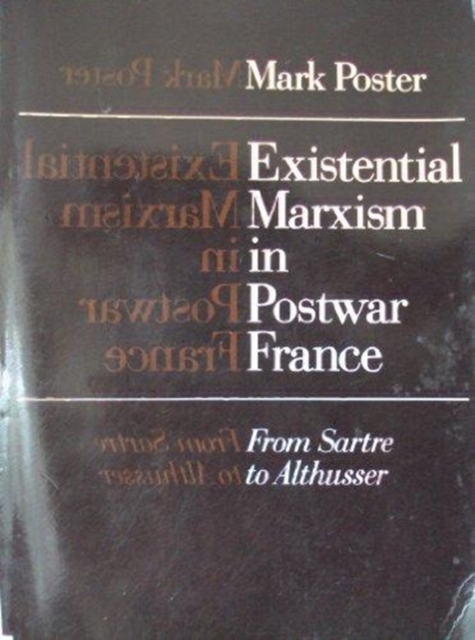 Mark Poster
Existential
Marxism
in
Postwar
France
From Sartre
to Althusser